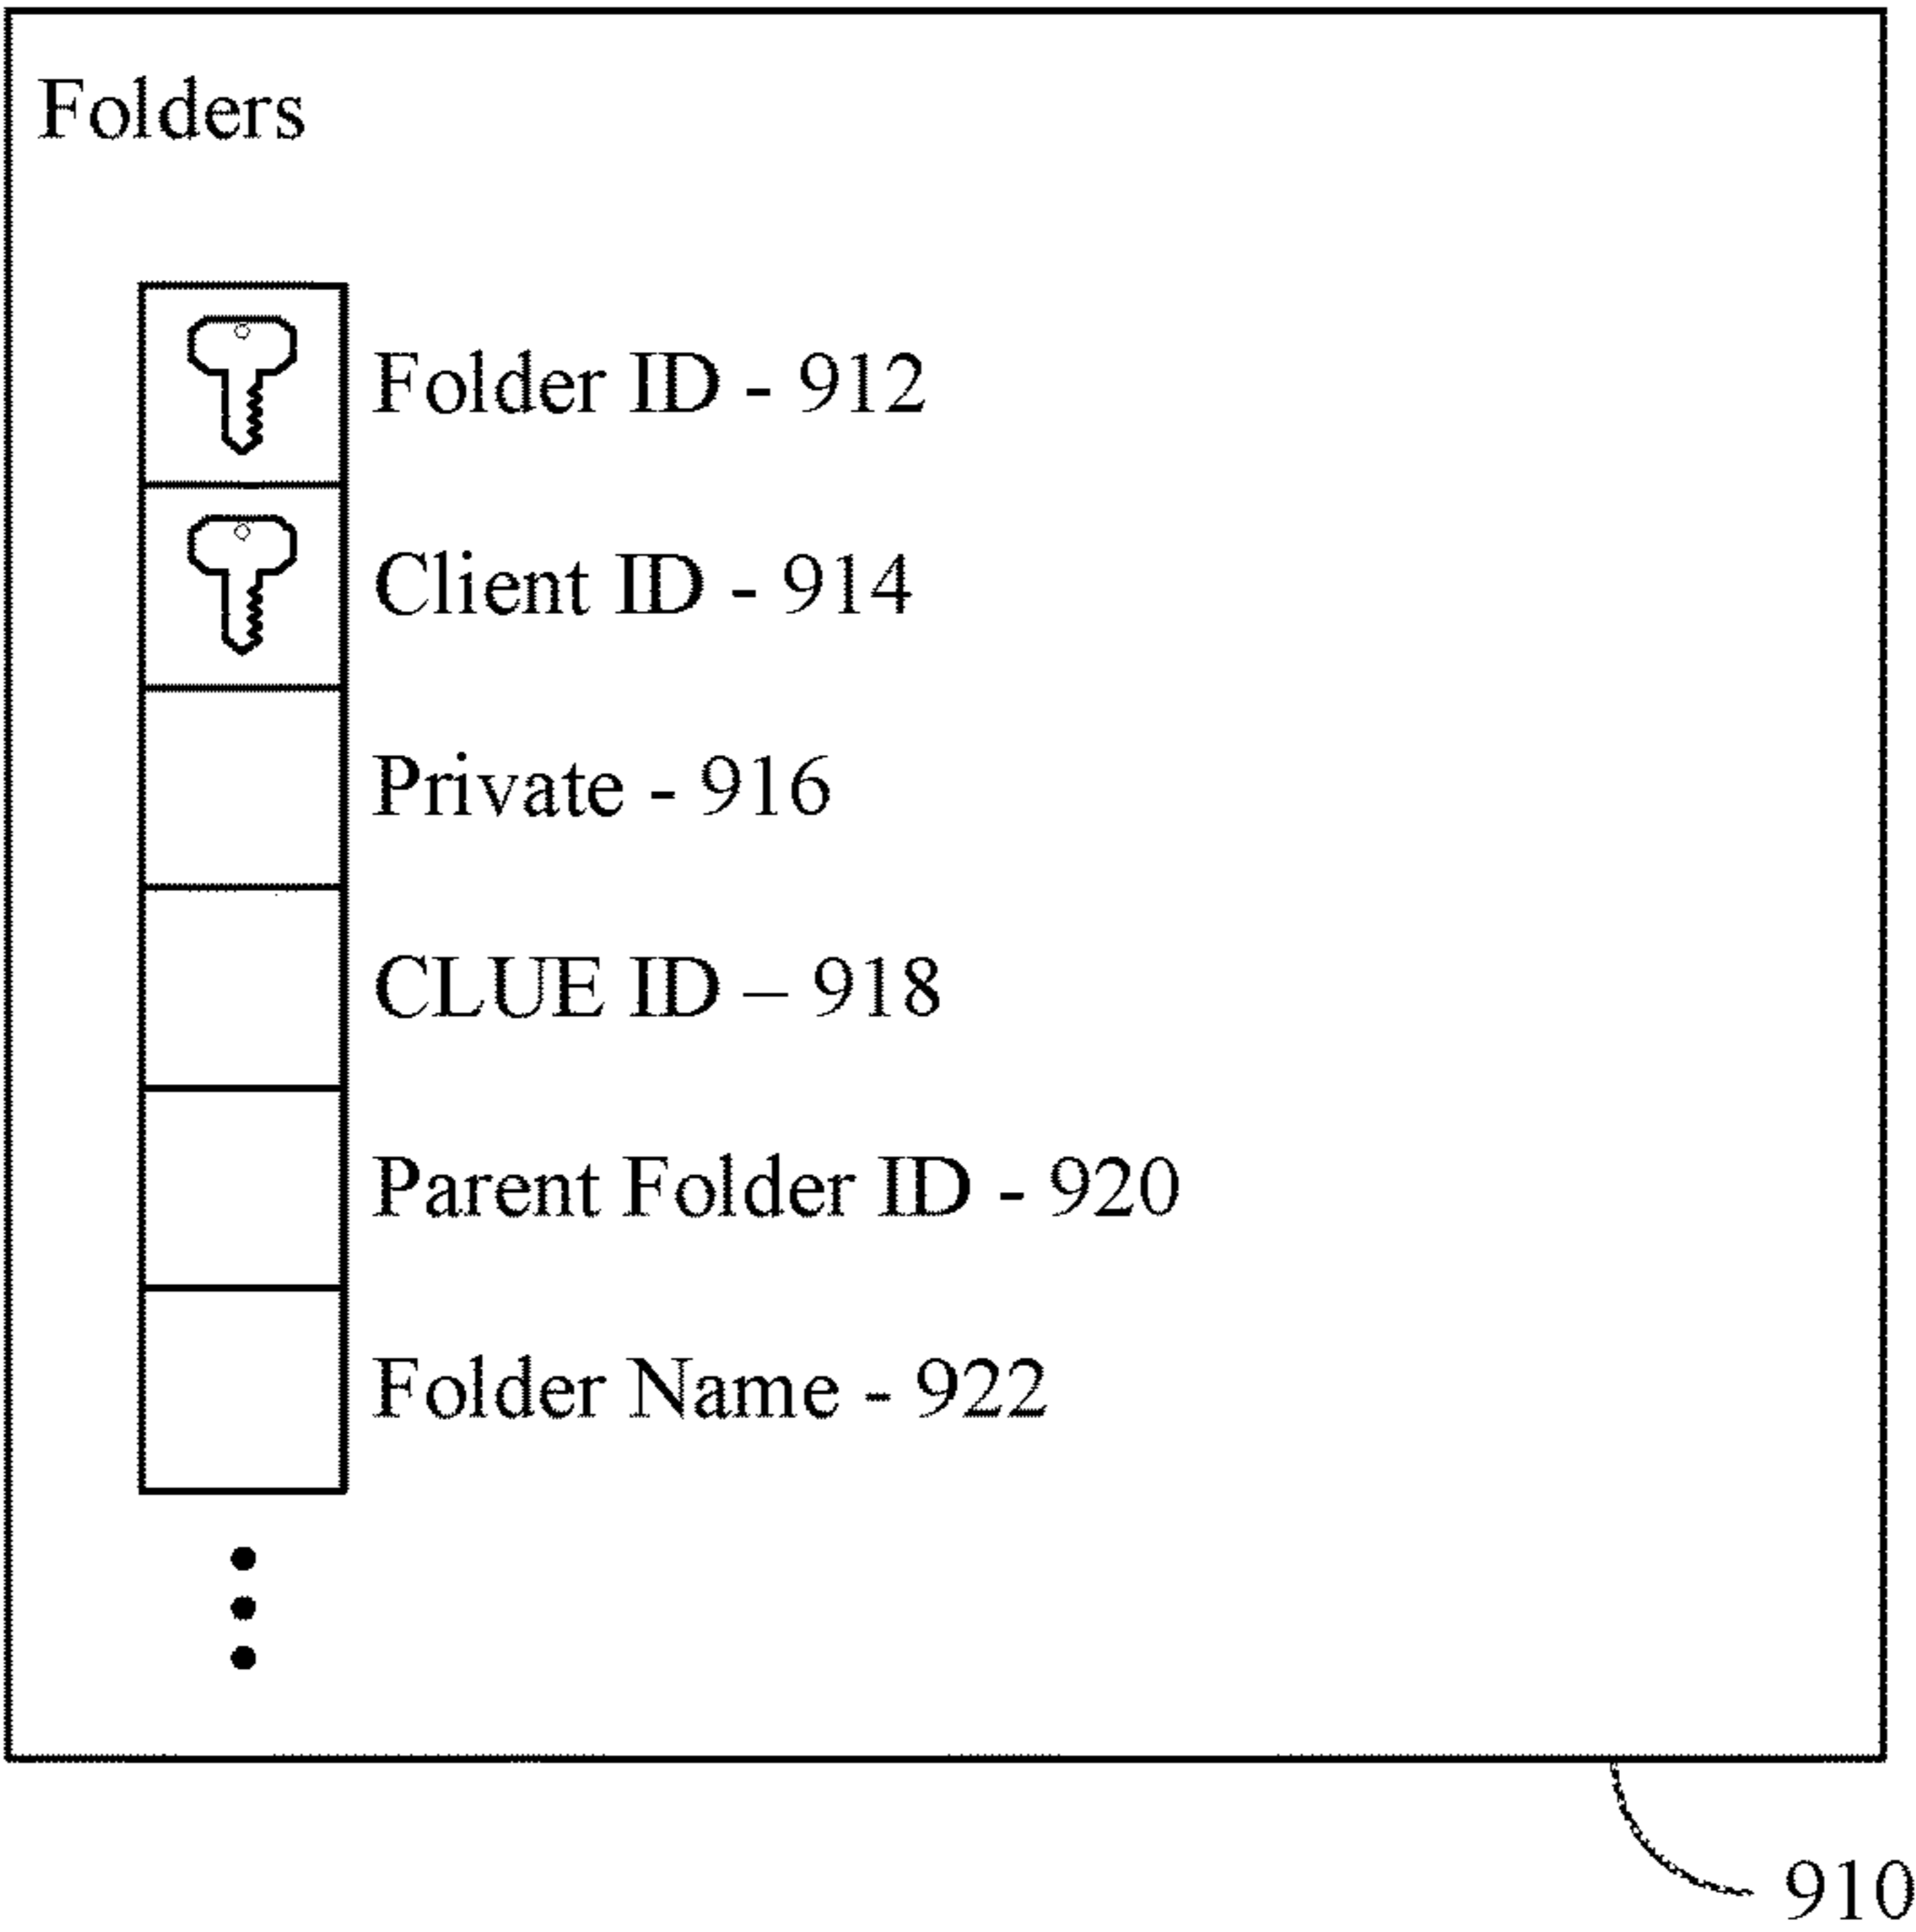 Folders
Folder ID - 912
Client ID - 914
Private - 916
CLUE ID – 918
Parent Folder ID - 920
Folder Name - 922
910